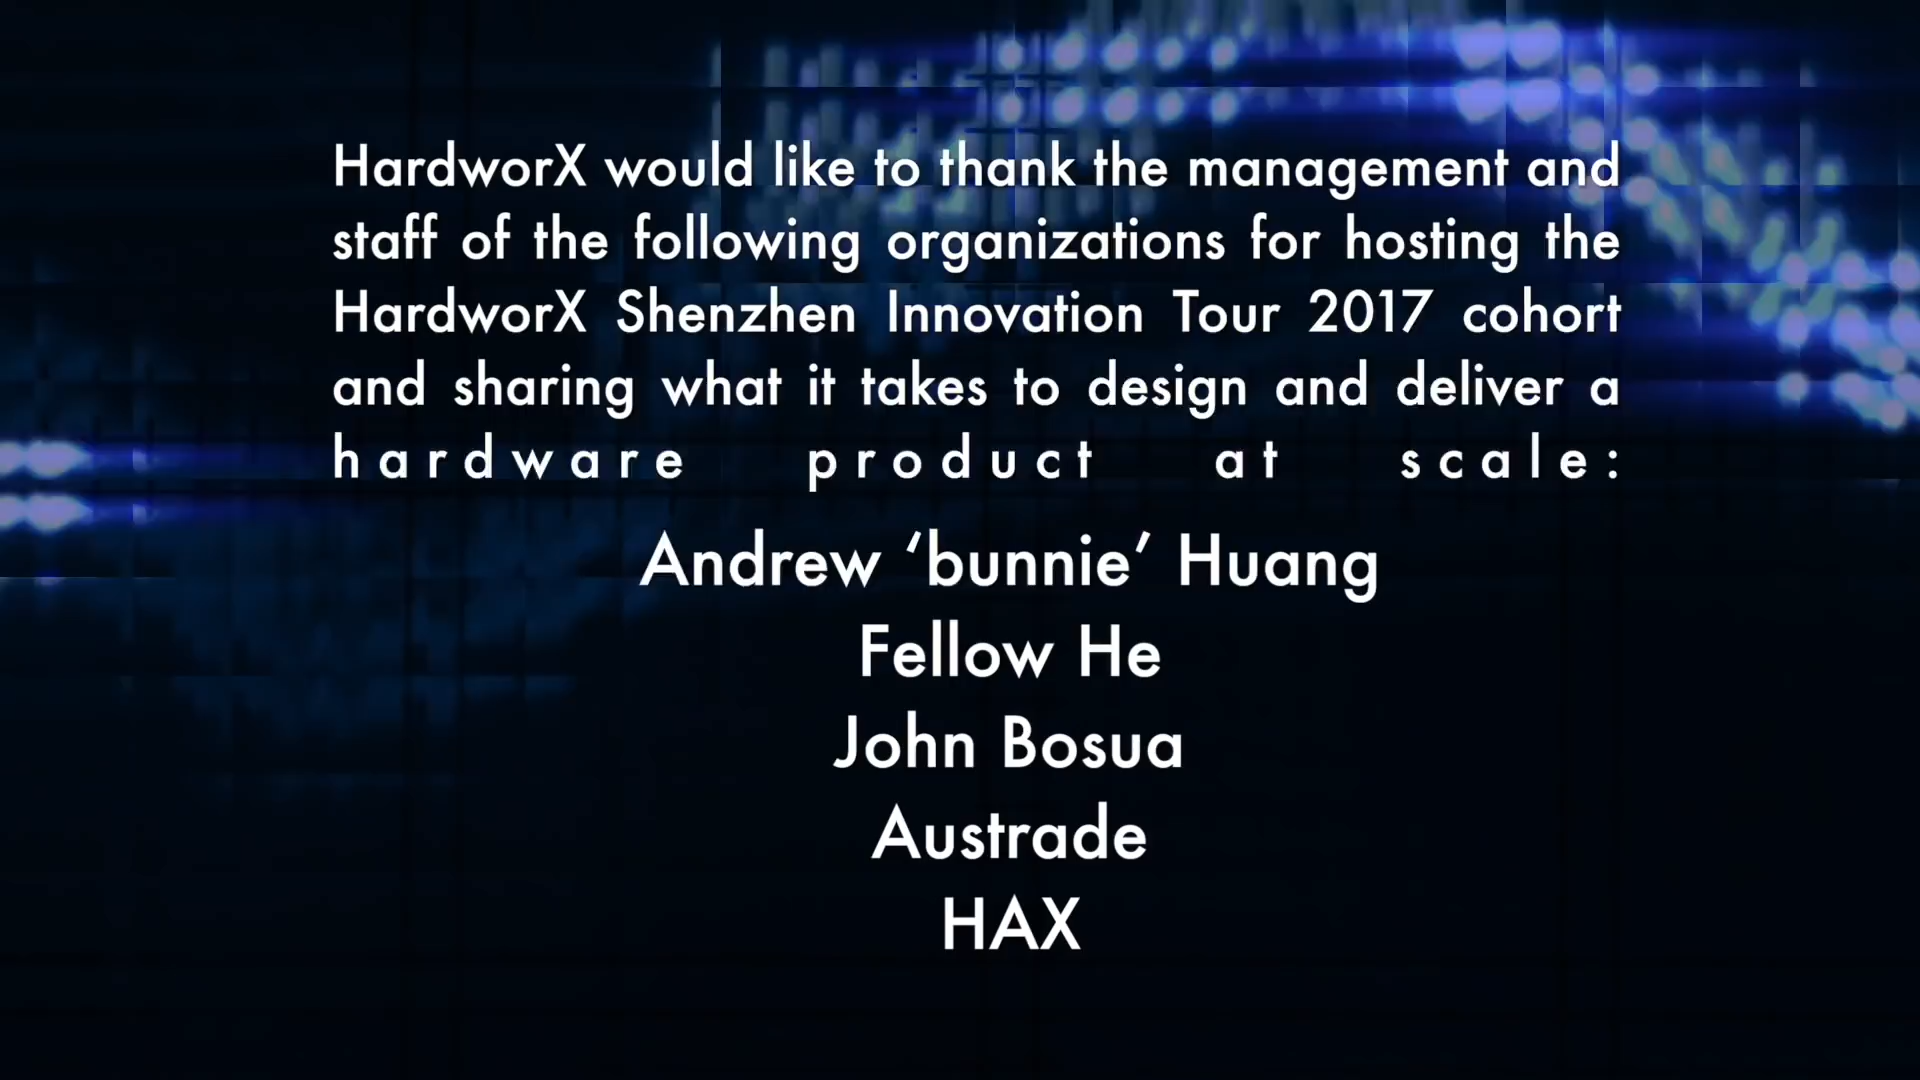 HardworX would like to thank the management and
staff of the following organizations for hosting the
HardworX Shenzhen Innovation Tour 2017 cohort
and sharing what it takes to design and deliver a
hardware product at scale:
Andrew ‘bunnie’ Huang
Fellow He
John Bosua
Austrade
HAX